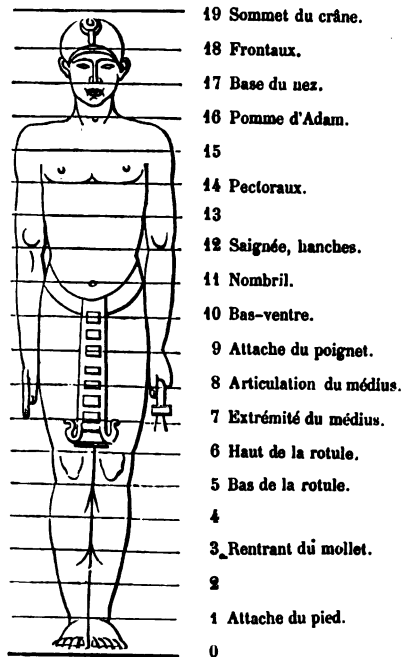 19 Sommet du crâne.
18 Frontaux.
17 Base du nez.
16 Pomme d'Adam.
15
14 Pectoraux.
13
12 Saignée, hanches.
11 Nombril.
10 Bas-ventre.
9 Attache du poignet.
8 Articulation du médius.
7 Extrémité du médius.
6 Haut de la rotule.
5 Bas de la rotule.
4
3 Rentrant du mollet.
2
1 Attache du pied.
0